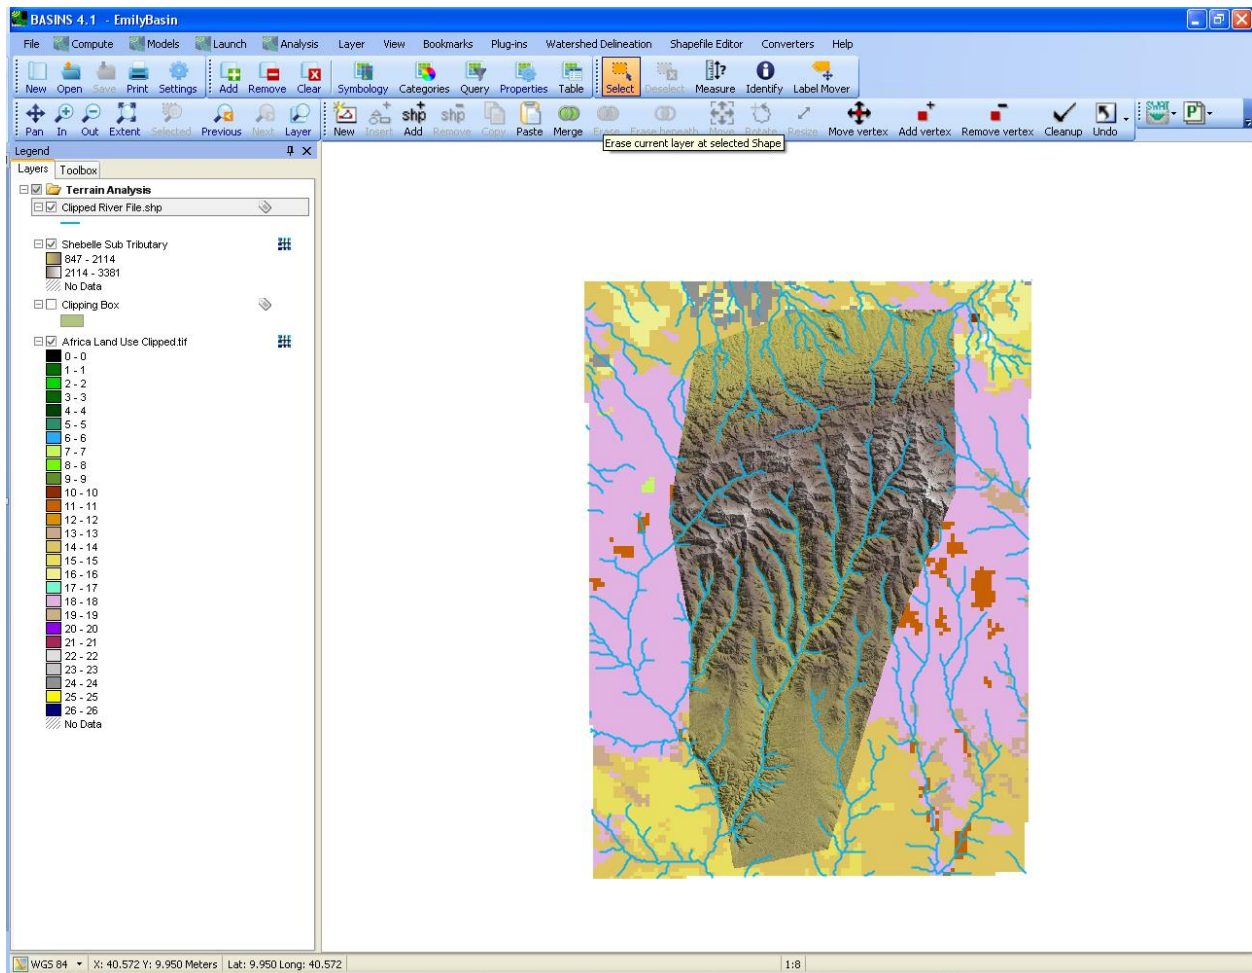 BASINS 4.1 - EmilyBasin
File Compute Models Launch Analysis Layer View Bookmarks Plug-ins Watershed Delineation Shapefile Editor Converters Help
New Open Save Print Settings Add Remove Clear Symbology Categories Query Properties Table Select Deselect Measure Identify Label Mover
Pan In Out Extent Selected Previous Next Layer New Insert Add Remove Copy Paste Merge Erase Erase beneath Move Rotate Resize Move vertex Add vertex Remove vertex Cleanup Undo
Erase current layer at selected Shape
Legend
Layers Toolbox
Terrain Analysis
Clipped River File.shp
Shebelle Sub Tributary
847 - 2114
2114 - 3381
No Data
Clipping Box
Africa Land Use Clipped.tif
0 - 0
1 - 1
2 - 2
3 - 3
4 - 4
5 - 5
6 - 6
7 - 7
8 - 8
9 - 9
10 - 10
11 - 11
12 - 12
13 - 13
14 - 14
15 - 15
16 - 16
17 - 17
18 - 18
19 - 19
20 - 20
21 - 21
22 - 22
23 - 23
24 - 24
25 - 25
26 - 26
No Data
WGS 84 X: 40.572 Y: 9.950 Meters Lat: 9.950 Long: 40.572 1:8